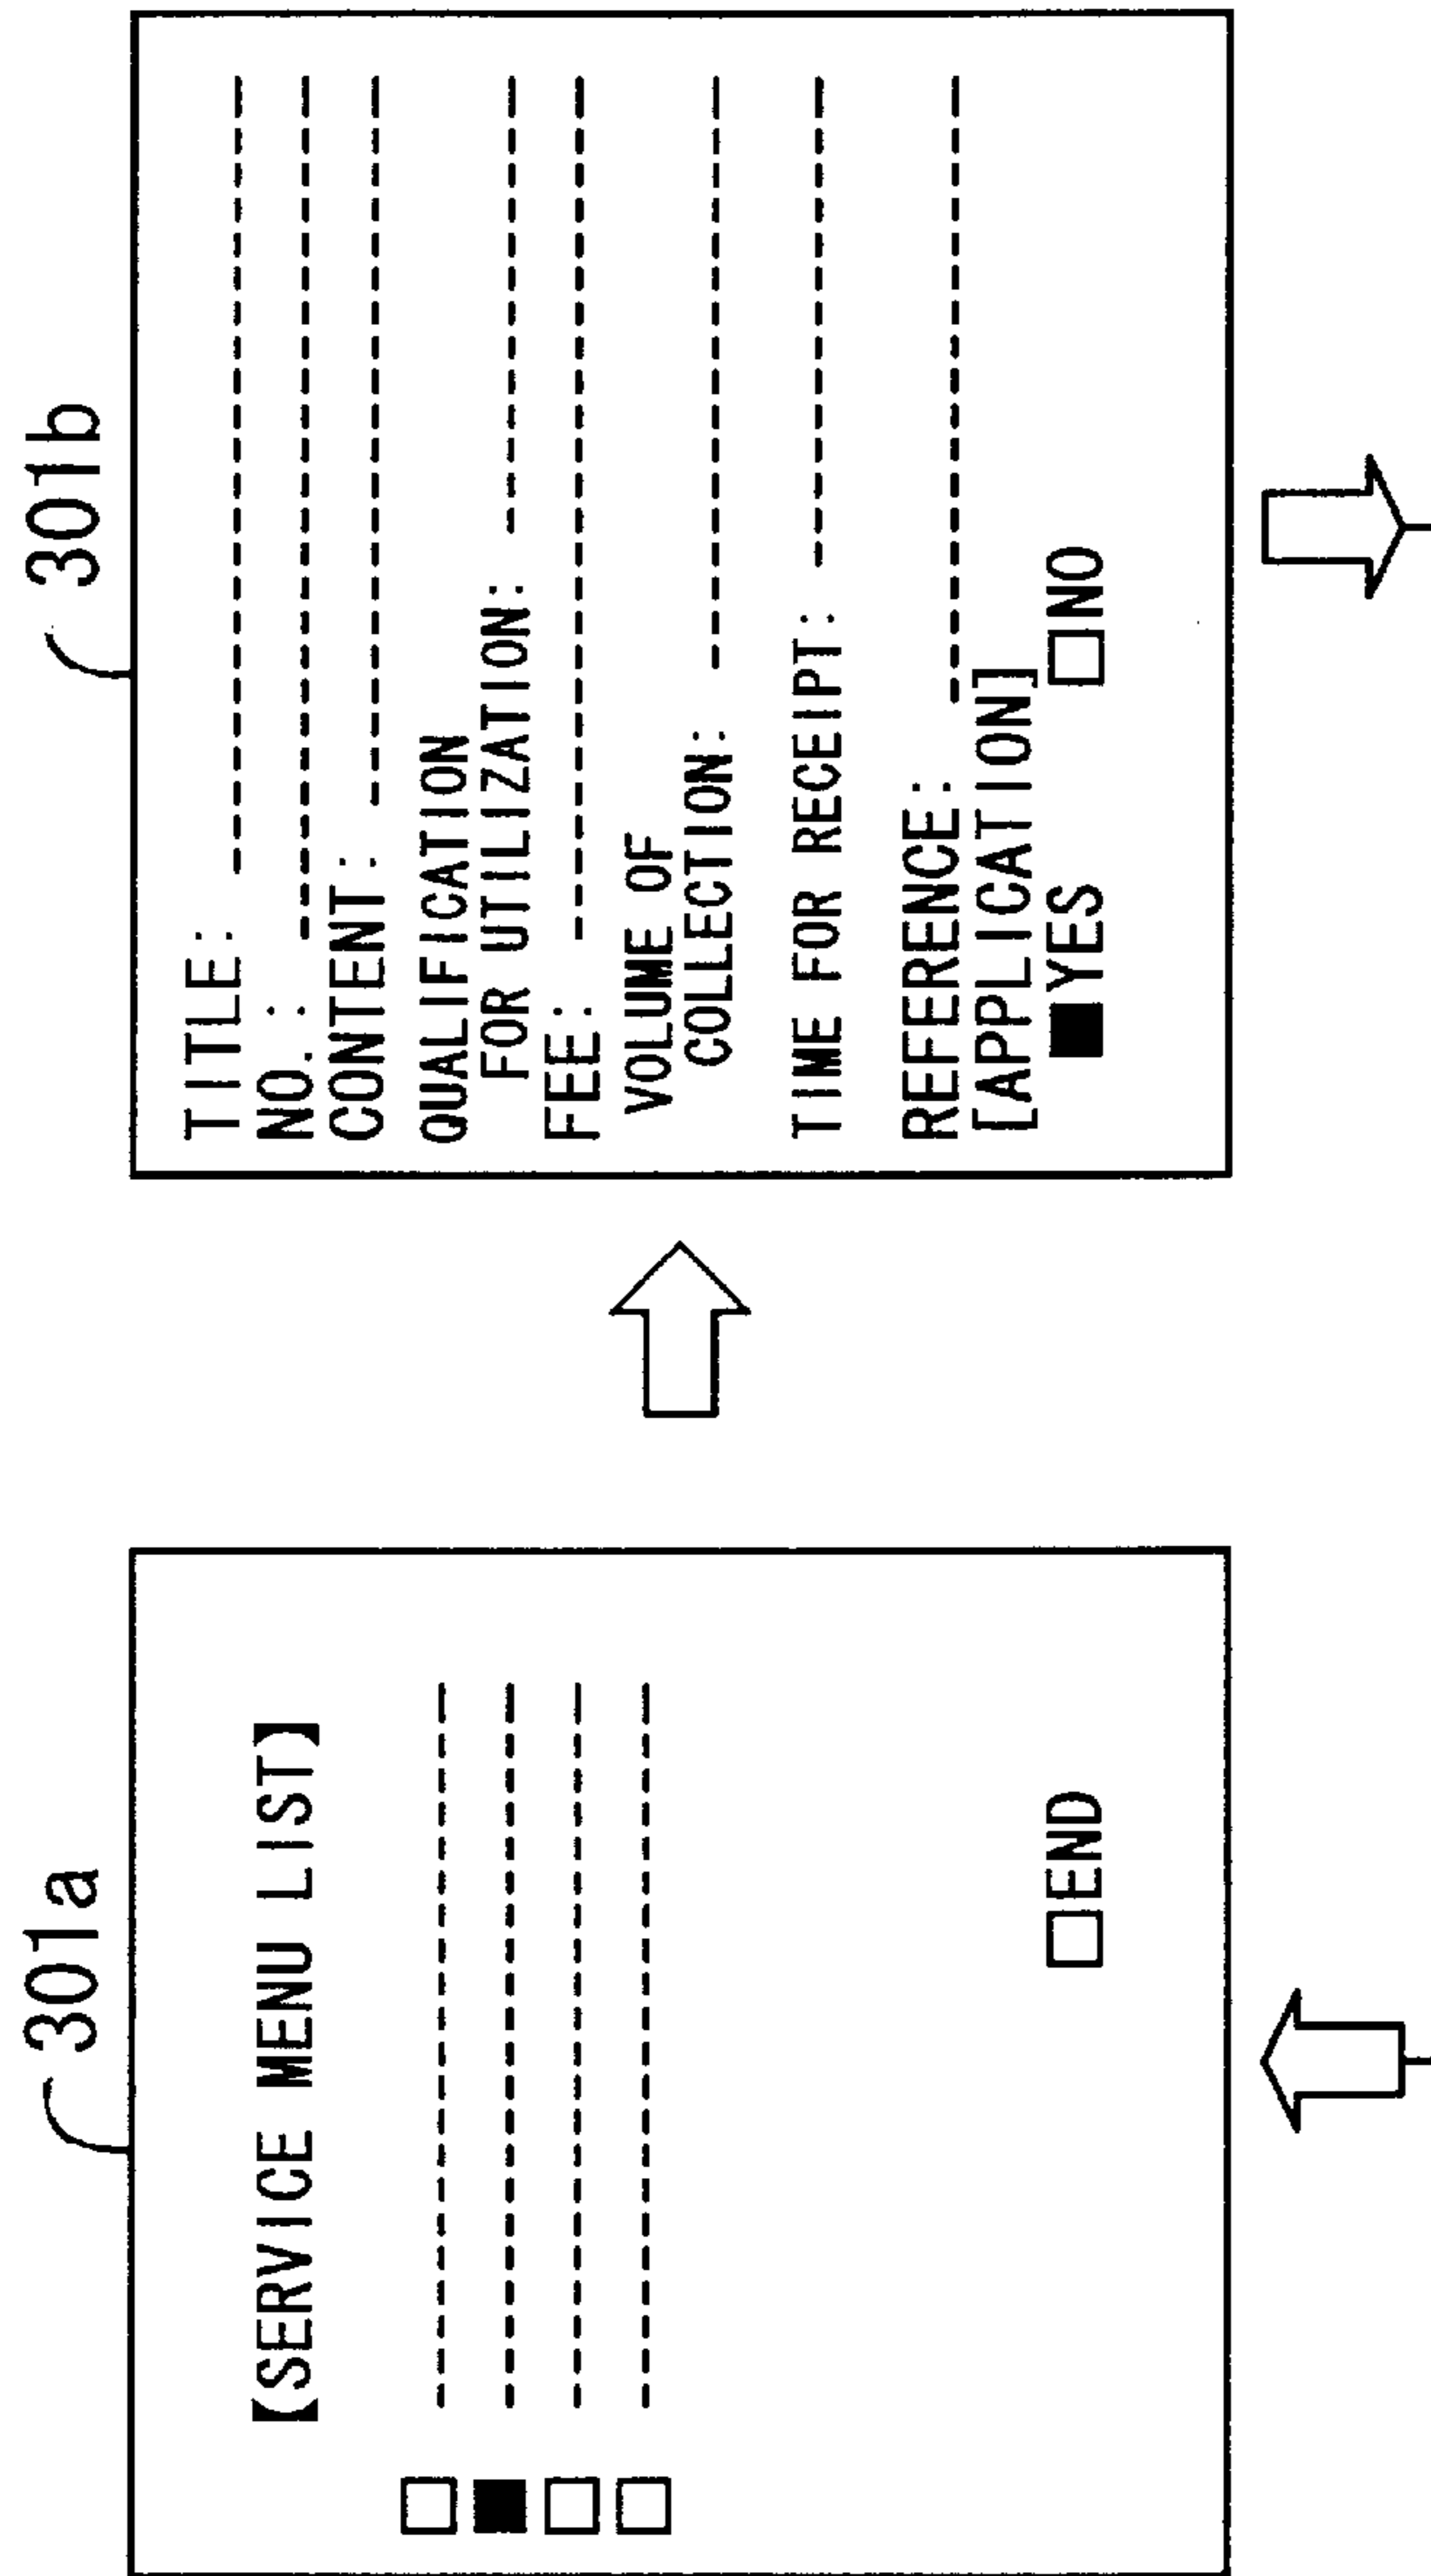 301a
【SERVICE MENU LIST】
END
301b
TITLE:
NO.:
CONTENT:
QUALIFICATION
FOR UTILIZATION:
FEE:
VOLUME OF
COLLECTION:
TIME FOR RECEIPT:
REFERENCE:
[APPLICATION]
YES NO